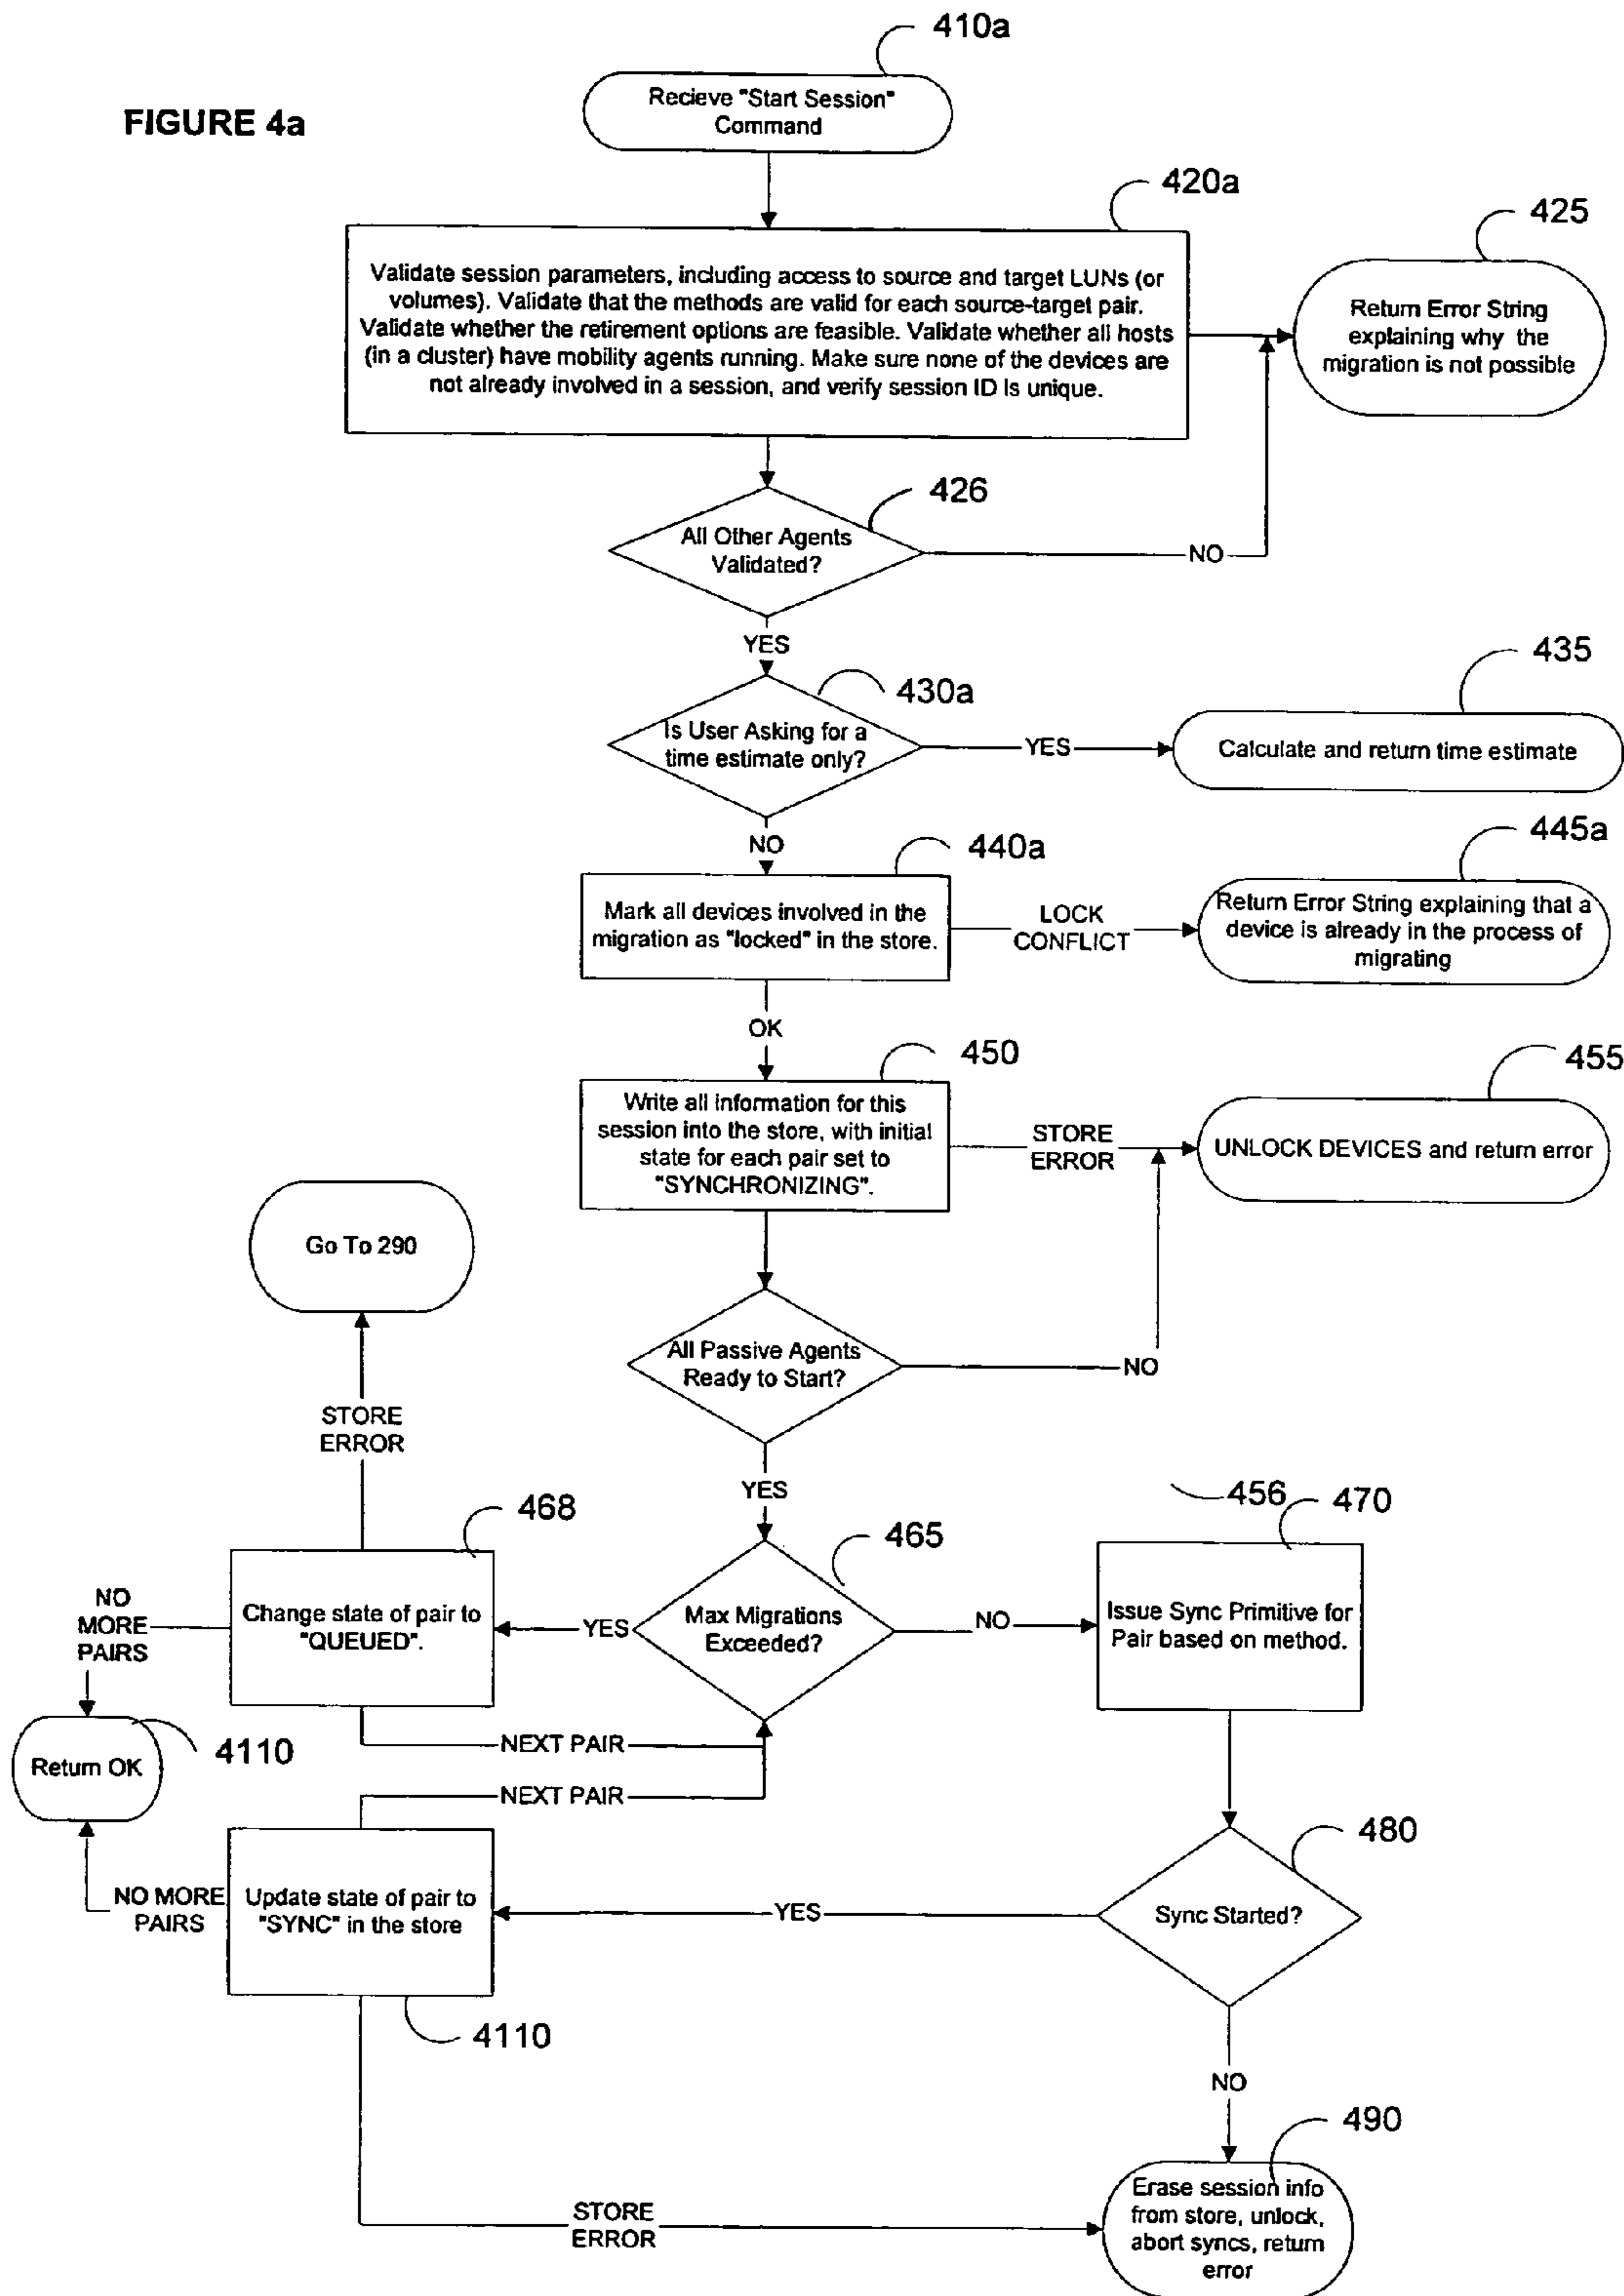 410a
FIGURE 4a
Recieve "Start Session"
Command
420a
425
Validate session parameters, including access to source and target LUNs (or
volumes). Validate that the methods are valid for each source-target pair.
Validate whether the retirement options are feasible. Validate whether all hosts
(in a cluster) have mobility agents running. Make sure none of the devices are
not already involved in a session, and verify session ID is unique.
Return Error String
explaining why the
migration is not possible
426
All Other Agents
Validated?
NO
YES
435
430a
Is User Asking for a
time estimate only?
YES
Calculate and return time estimate
NO
440a
445a
Mark all devices involved in the
migration as "locked" in the store.
LOCK
CONFLICT
Return Error String explaining that a
device is already in the process of
migrating
OK
450
455
Write all information for this
session into the store, with initial
state for each pair set to
"SYNCHRONIZING".
STORE
ERROR
UNLOCK DEVICES and return error
Go To 290
All Passive Agents
Ready to Start?
NO
STORE
ERROR
YES
456
470
468
465
NO
MORE
PAIRS
Change state of pair to
"QUEUED".
YES
Max Migrations
Exceeded?
NO
Issue Sync Primitive for
Pair based on method.
NEXT PAIR
4110
Return OK
NEXT PAIR
480
NO MORE
PAIRS
Update state of pair to
"SYNC" in the store
YES
Sync Started?
4110
NO
490
Erase session info
from store, unlock,
abort syncs, return
error
STORE
ERROR